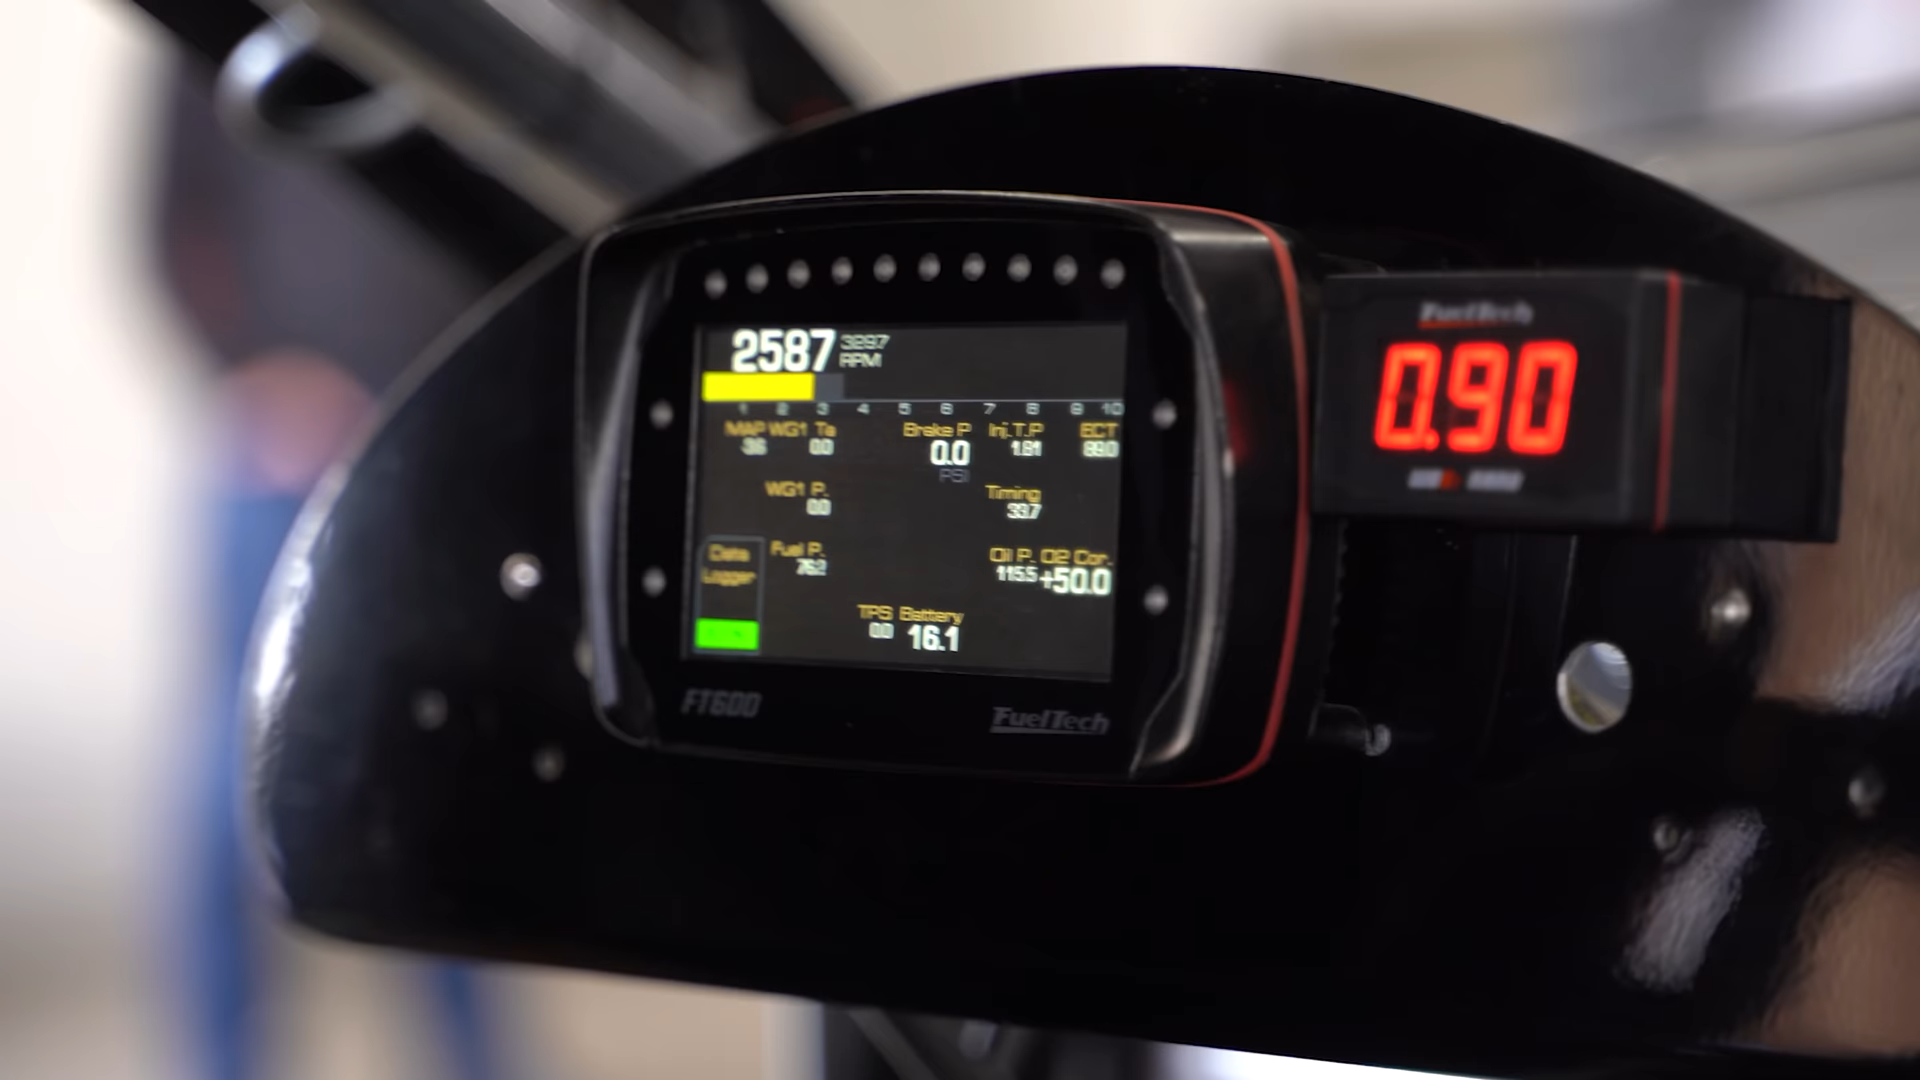 2587 3297
RPM
1 2 3 4 5 6 7 8 9 10
MAP WG1 Ta Brake P Inj.T.P ECT
36 0.0 0.0 1.81 89.0
PSI
WG1 P. Timing
0.0 33.7
Data Logger Fuel P. Oil P. O2 Cor.
76.2 115.5 +50.0
TPS Battery
0.0 16.1
FT600 FuelTech
FuelTech
0.90